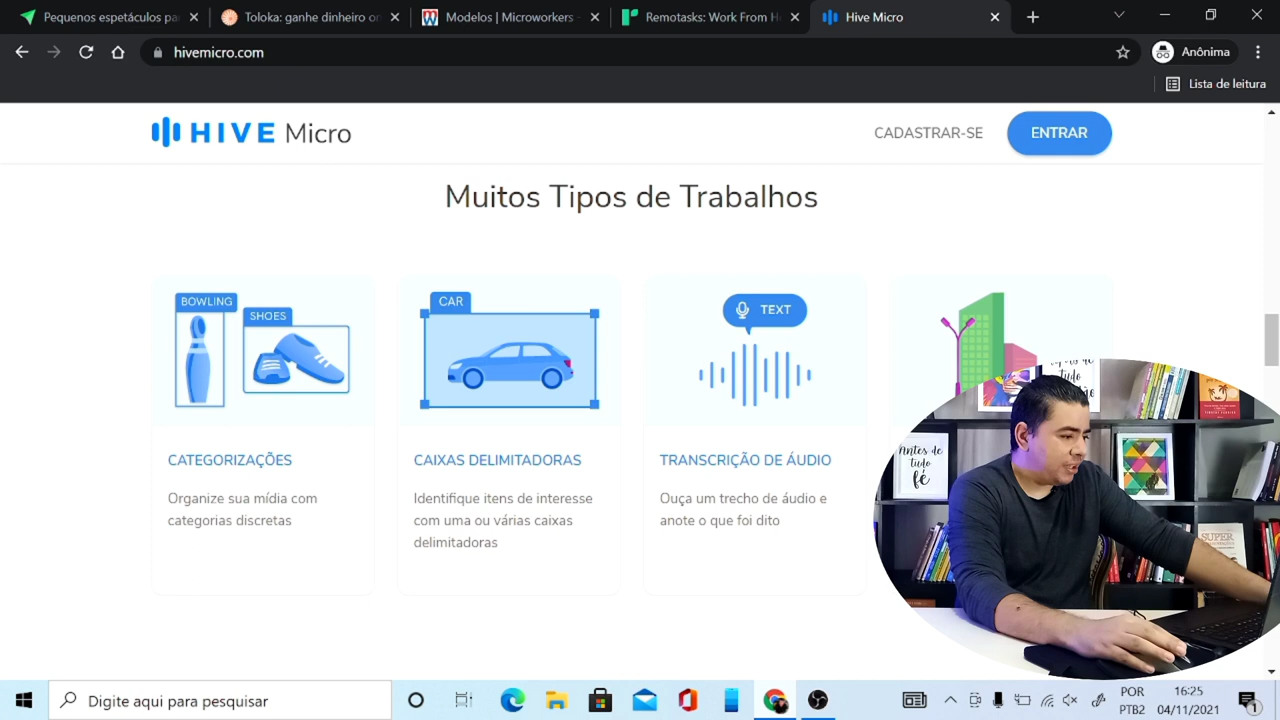 Pequenos espetáculos pa
Toloka: ganhe dinheiro on
Modelos | Microworkers -
Remotasks: Work From H
Hive Micro
hivemicro.com
Anônima
Lista de leitura
HIVE Micro
CADASTRAR-SE
ENTRAR
Muitos Tipos de Trabalhos
BOWLING
SHOES
CAR
TEXT
CATEGORIZAÇÕES
Organize sua mídia com
categorias discretas
CAIXAS DELIMITADORAS
Identifique itens de interesse
com uma ou várias caixas
delimitadoras
TRANSCRIÇÃO DE ÁUDIO
Ouça um trecho de áudio e
anote o que foi dito
Antes de
tudo
fé
de
tudo
SUPER
Digite aqui para pesquisar
POR
PTB2
16:25
04/11/2021
1